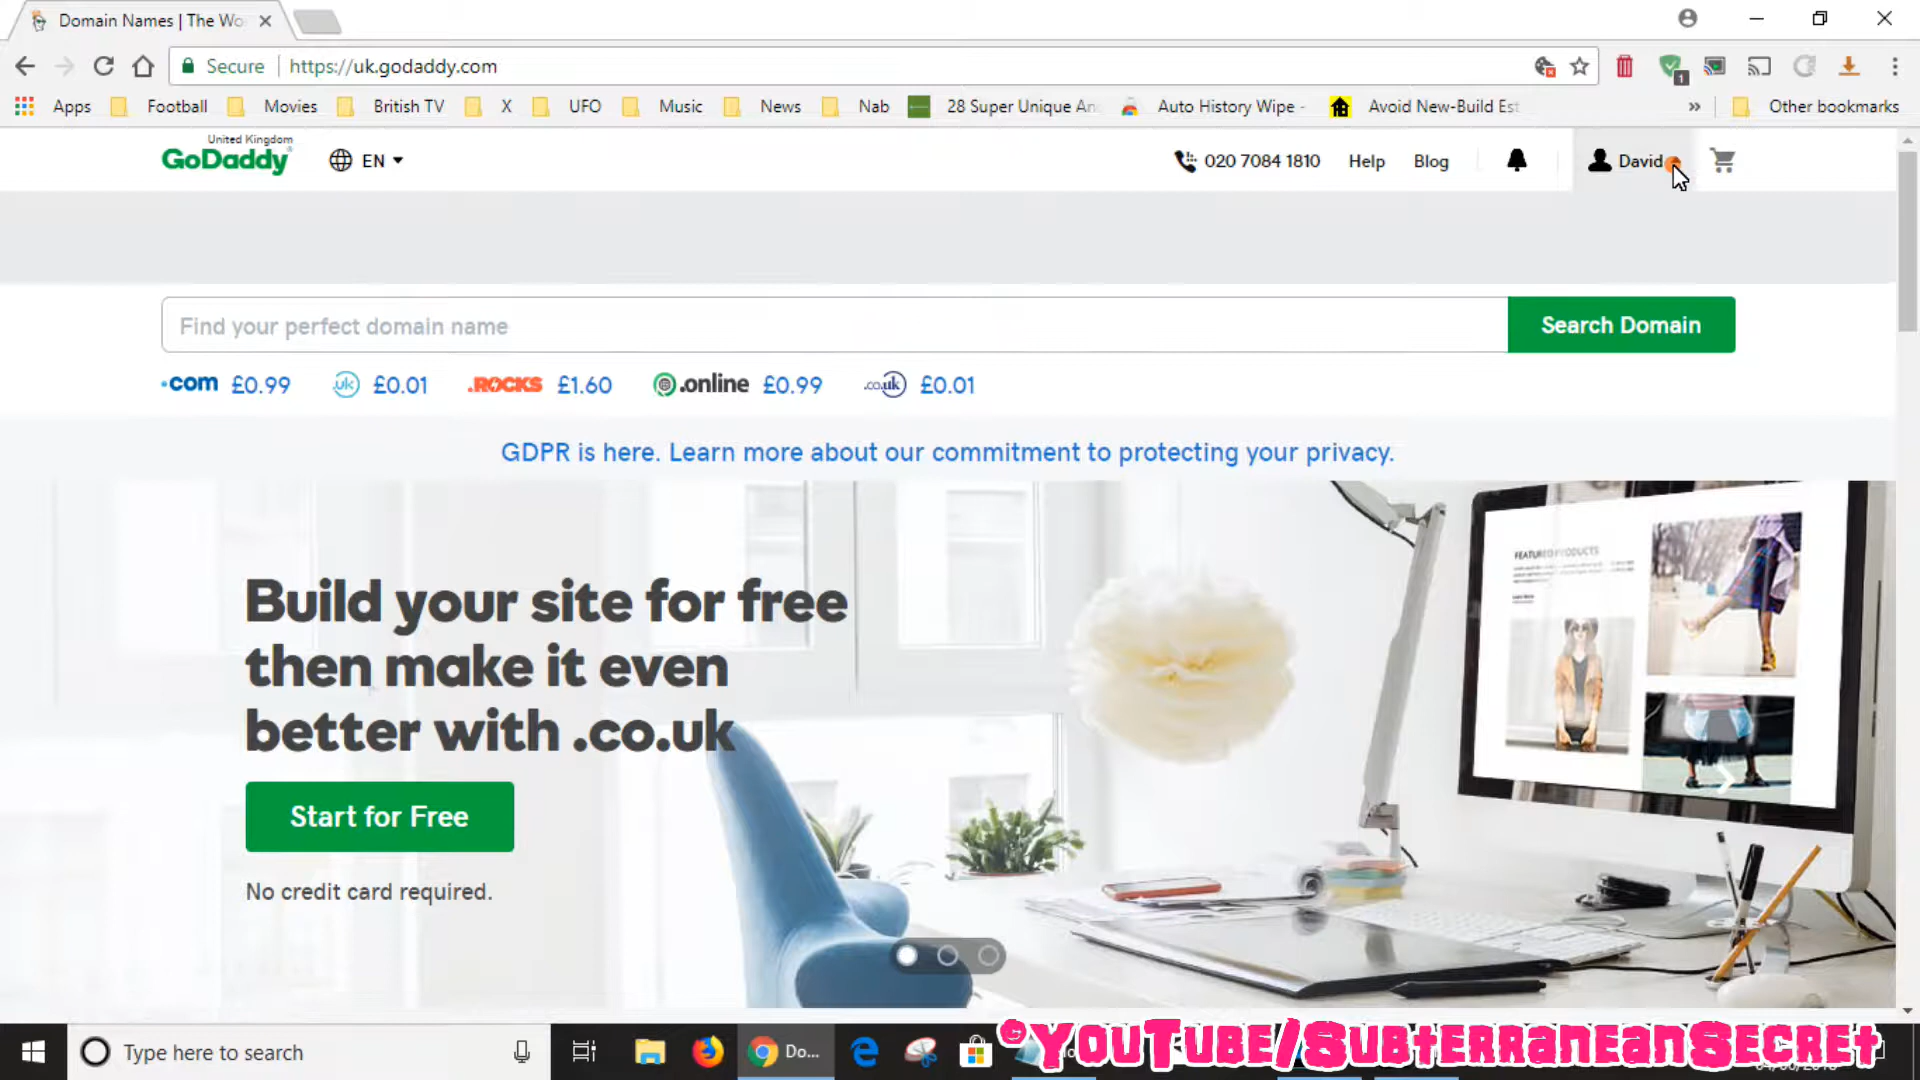 Domain Names | The Wo
Secure https://uk.godaddy.com
1
Apps Football Movies British TV X UFO Music News Nab 28 Super Unique An Auto History Wipe - Avoid New-Build Est » Other bookmarks
United Kingdom
GoDaddy EN 020 7084 1810 Help Blog David
Find your perfect domain name Search Domain
.com £0.99 .uk £0.01 .ROCKS £1.60 .online £0.99 .co.uk £0.01
GDPR is here. Learn more about our commitment to protecting your privacy.
FEATURED PRODUCTS
Build your site for free
then make it even
better with .co.uk
Start for Free
No credit card required.
Type here to search Do... ©YouTube/SubterraneanSecret